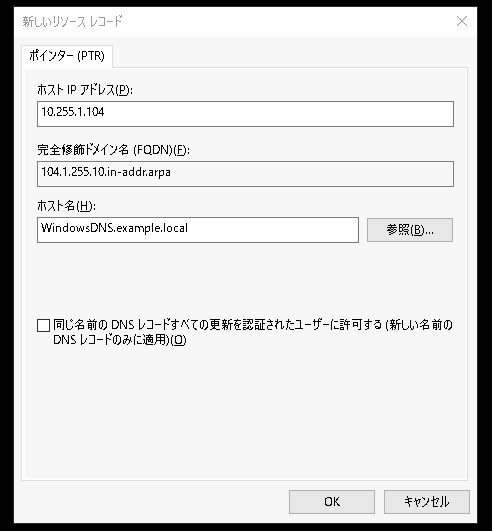 新しいリソース レコード
ポインター (PTR)
ホスト IP アドレス(P):
10.255.1.104
完全修飾ドメイン名 (FQDN)(F):
104.1.255.10.in-addr.arpa
ホスト名(H):
WindowsDNS.example.local
参照(B)...
同じ名前の DNS レコードすべての更新を認証されたユーザーに許可する (新しい名前の
DNS レコードのみに適用)(O)
OK
キャンセル